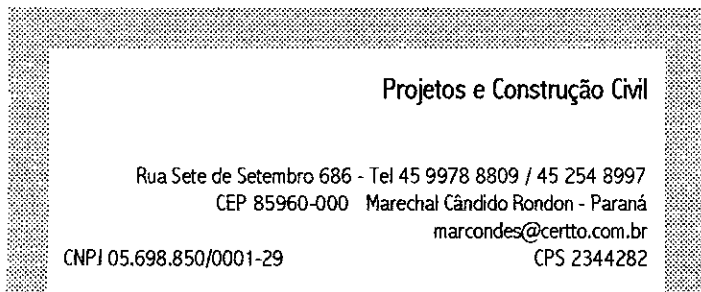 Projetos e Construção Civil
Rua Sete de Setembro 686 - Tel 45 9978 8809 / 45 254 8997
CEP 85960-000 Marechal Cândido Rondon - Paraná
marcondes@certto.com.br
CNPJ 05.698.850/0001-29 CPS 2344282